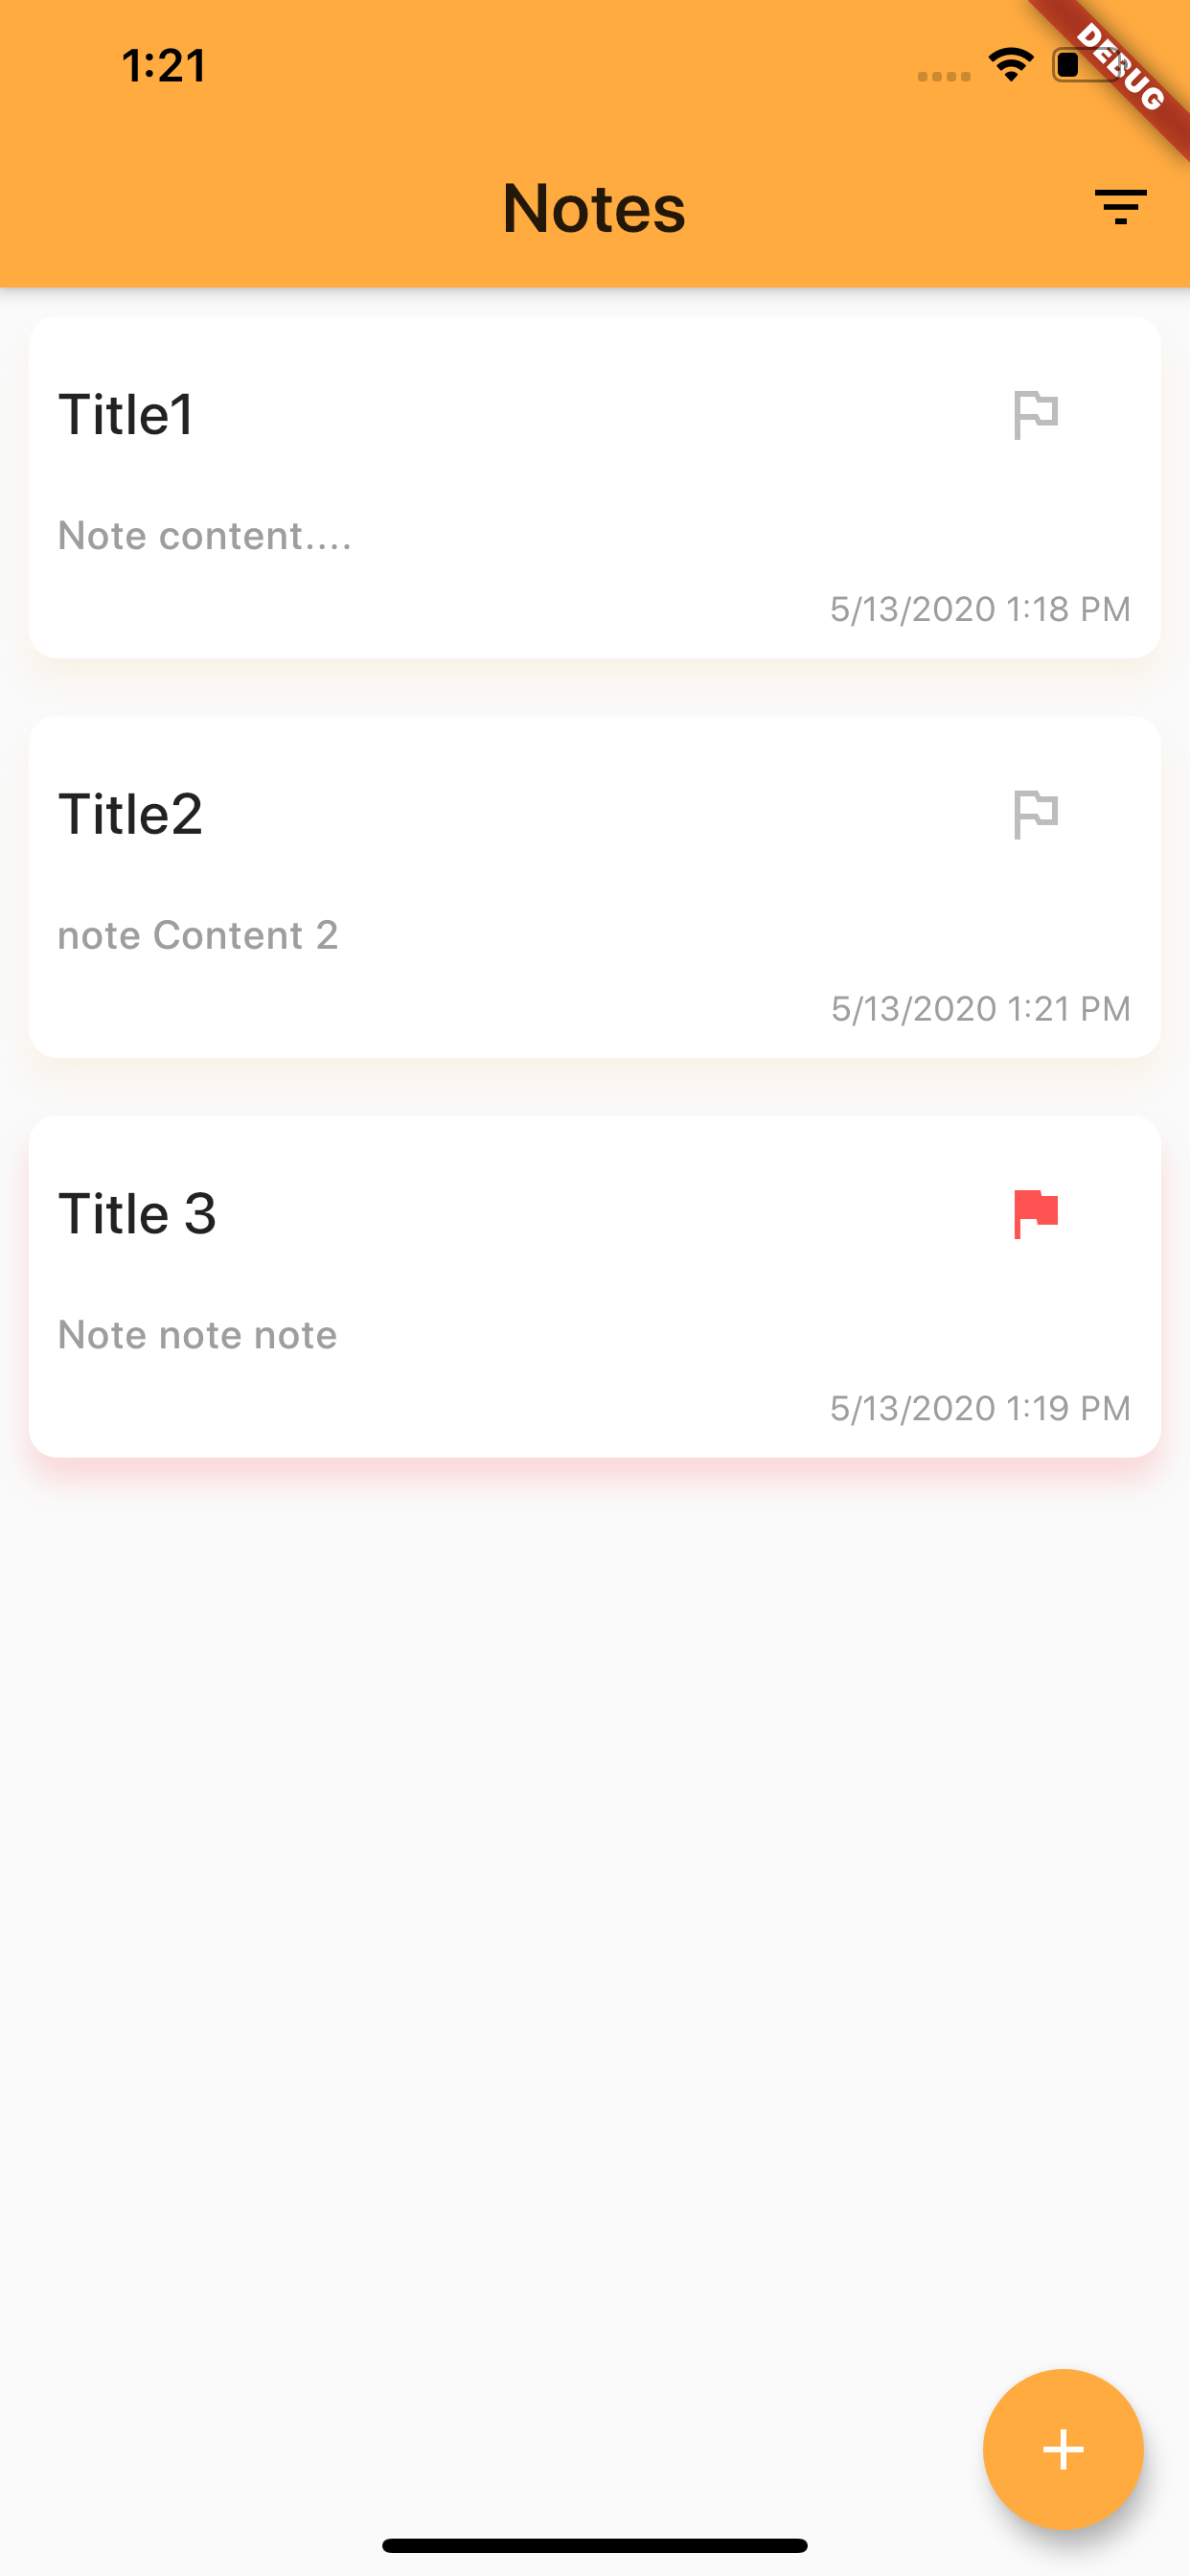 1:21
DEBUG
Notes
Title1
Note content....
5/13/2020 1:18 PM
Title2
note Content 2
5/13/2020 1:21 PM
Title 3
Note note note
5/13/2020 1:19 PM